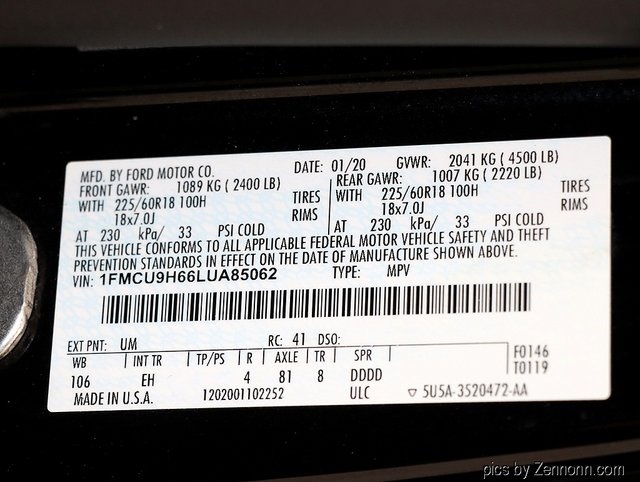 MFD. BY FORD MOTOR CO. DATE: 01/20 GVWR: 2041 KG ( 4500 LB)
FRONT GAWR: 1089 KG ( 2400 LB) REAR GAWR: 1007 KG ( 2220 LB)
WITH 225/60R18 100H TIRES WITH 225/60R18 100H TIRES
18x7.0J RIMS 18x7.0J RIMS
AT 230 kPa/ 33 PSI COLD AT 230 kPa/ 33 PSI COLD
THIS VEHICLE CONFORMS TO ALL APPLICABLE FEDERAL MOTOR VEHICLE SAFETY AND THEFT
PREVENTION STANDARDS IN EFFECT ON THE DATE OF MANUFACTURE SHOWN ABOVE.
VIN: 1FMCU9H66LUA85062 TYPE: MPV
EXT PNT: UM RC: 41 DSO:
WB INT TR TP/PS R AXLE TR SPR F0146
106 EH 4 81 8 DDDD T0119
MADE IN U.S.A. 1202001102252 ULC ▽ 5U5A-3520472-AA
pics by Zennonn.com